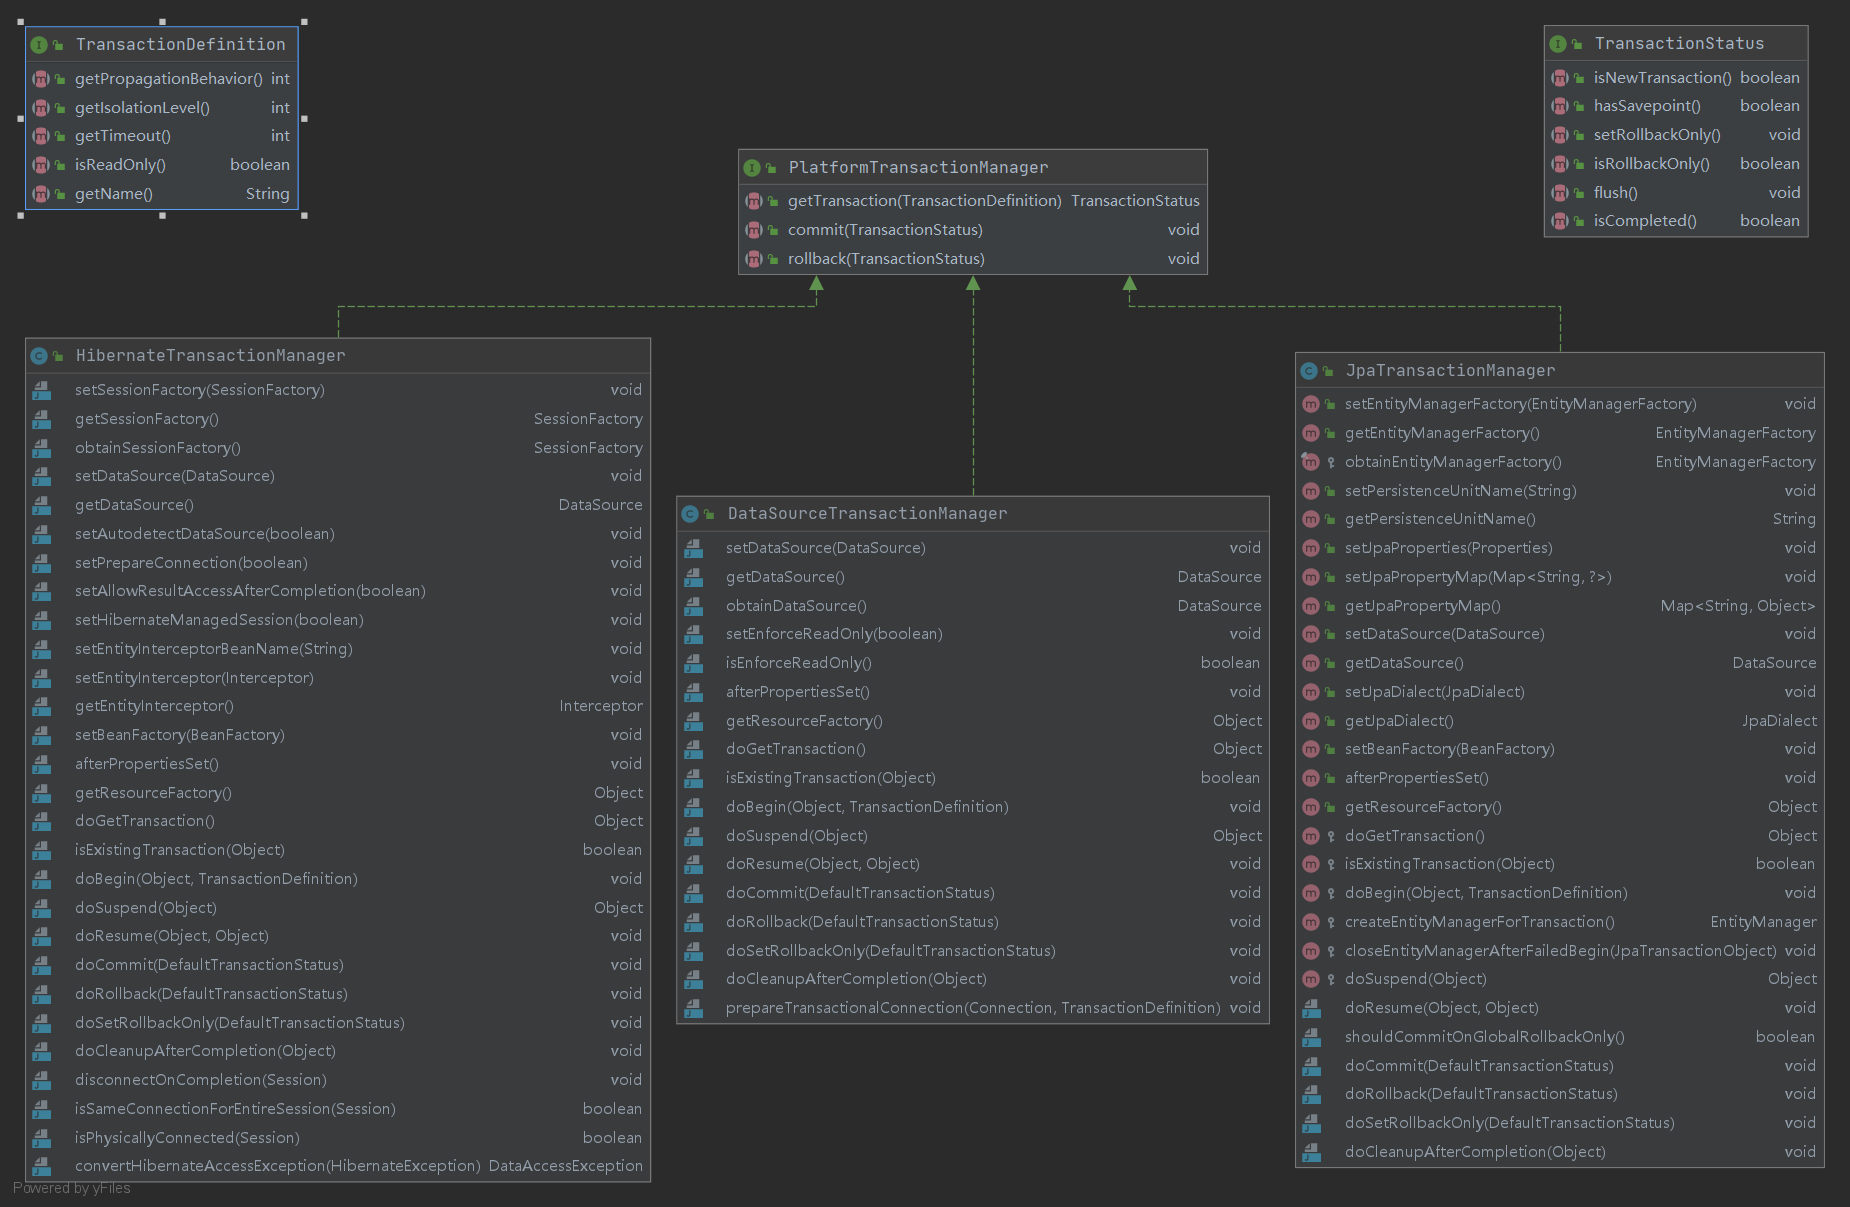 TransactionDefinition
getPropagationBehavior() int
getIsolationLevel() int
getTimeout() int
isReadOnly() boolean
getName() String
TransactionStatus
isNewTransaction() boolean
hasSavepoint() boolean
setRollbackOnly() void
isRollbackOnly() boolean
flush() void
isCompleted() boolean
PlatformTransactionManager
getTransaction(TransactionDefinition) TransactionStatus
commit(TransactionStatus) void
rollback(TransactionStatus) void
HibernateTransactionManager
setSessionFactory(SessionFactory) void
getSessionFactory() SessionFactory
obtainSessionFactory() SessionFactory
setDataSource(DataSource) void
getDataSource() DataSource
setAutodetectDataSource(boolean) void
setPrepareConnection(boolean) void
setAllowResultAccessAfterCompletion(boolean) void
setHibernateManagedSession(boolean) void
setEntityInterceptorBeanName(String) void
setEntityInterceptor(Interceptor) void
getEntityInterceptor() Interceptor
setBeanFactory(BeanFactory) void
afterPropertiesSet() void
getResourceFactory() Object
doGetTransaction() Object
isExistingTransaction(Object) boolean
doBegin(Object, TransactionDefinition) void
doSuspend(Object) Object
doResume(Object, Object) void
doCommit(DefaultTransactionStatus) void
doRollback(DefaultTransactionStatus) void
doSetRollbackOnly(DefaultTransactionStatus) void
doCleanupAfterCompletion(Object) void
disconnectOnCompletion(Session) void
isSameConnectionForEntireSession(Session) boolean
isPhysicallyConnected(Session) boolean
convertHibernateAccessException(HibernateException) DataAccessException
DataSourceTransactionManager
setDataSource(DataSource) void
getDataSource() DataSource
obtainDataSource() DataSource
setEnforceReadOnly(boolean) void
isEnforceReadOnly() boolean
afterPropertiesSet() void
getResourceFactory() Object
doGetTransaction() Object
isExistingTransaction(Object) boolean
doBegin(Object, TransactionDefinition) void
doSuspend(Object) Object
doResume(Object, Object) void
doCommit(DefaultTransactionStatus) void
doRollback(DefaultTransactionStatus) void
doSetRollbackOnly(DefaultTransactionStatus) void
doCleanupAfterCompletion(Object) void
prepareTransactionalConnection(Connection, TransactionDefinition) void
JpaTransactionManager
setEntityManagerFactory(EntityManagerFactory) void
getEntityManagerFactory() EntityManagerFactory
obtainEntityManagerFactory() EntityManagerFactory
setPersistenceUnitName(String) void
getPersistenceUnitName() String
setJpaProperties(Properties) void
setJpaPropertyMap(Map<String, ?>) void
getJpaPropertyMap() Map<String, Object>
setDataSource(DataSource) void
getDataSource() DataSource
setJpaDialect(JpaDialect) void
getJpaDialect() JpaDialect
setBeanFactory(BeanFactory) void
afterPropertiesSet() void
getResourceFactory() Object
doGetTransaction() Object
isExistingTransaction(Object) boolean
doBegin(Object, TransactionDefinition) void
createEntityManagerForTransaction() EntityManager
closeEntityManagerAfterFailedBegin(JpaTransactionObject) void
doSuspend(Object) Object
doResume(Object, Object) void
shouldCommitOnGlobalRollbackOnly() boolean
doCommit(DefaultTransactionStatus) void
doRollback(DefaultTransactionStatus) void
doSetRollbackOnly(DefaultTransactionStatus) void
doCleanupAfterCompletion(Object) void
Powered by yFiles